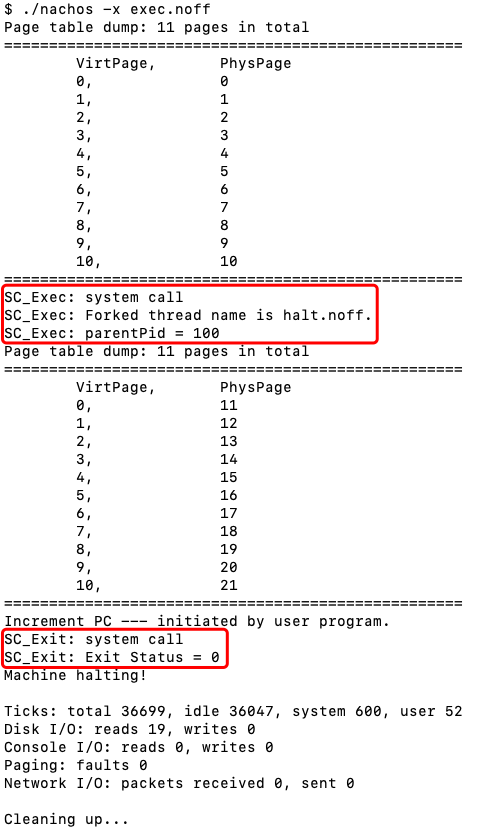 $ ./nachos -x exec.noff
Page table dump: 11 pages in total
===================================================
VirtPage, PhysPage
0, 0
1, 1
2, 2
3, 3
4, 4
5, 5
6, 6
7, 7
8, 8
9, 9
10, 10
===================================================
SC_Exec: system call
SC_Exec: Forked thread name is halt.noff.
SC_Exec: parentPid = 100
Page table dump: 11 pages in total
===================================================
VirtPage, PhysPage
0, 11
1, 12
2, 13
3, 14
4, 15
5, 16
6, 17
7, 18
8, 19
9, 20
10, 21
===================================================
Increment PC --- initiated by user program.
SC_Exit: system call
SC_Exit: Exit Status = 0
Machine halting!
Ticks: total 36699, idle 36047, system 600, user 52
Disk I/O: reads 19, writes 0
Console I/O: reads 0, writes 0
Paging: faults 0
Network I/O: packets received 0, sent 0
Cleaning up...